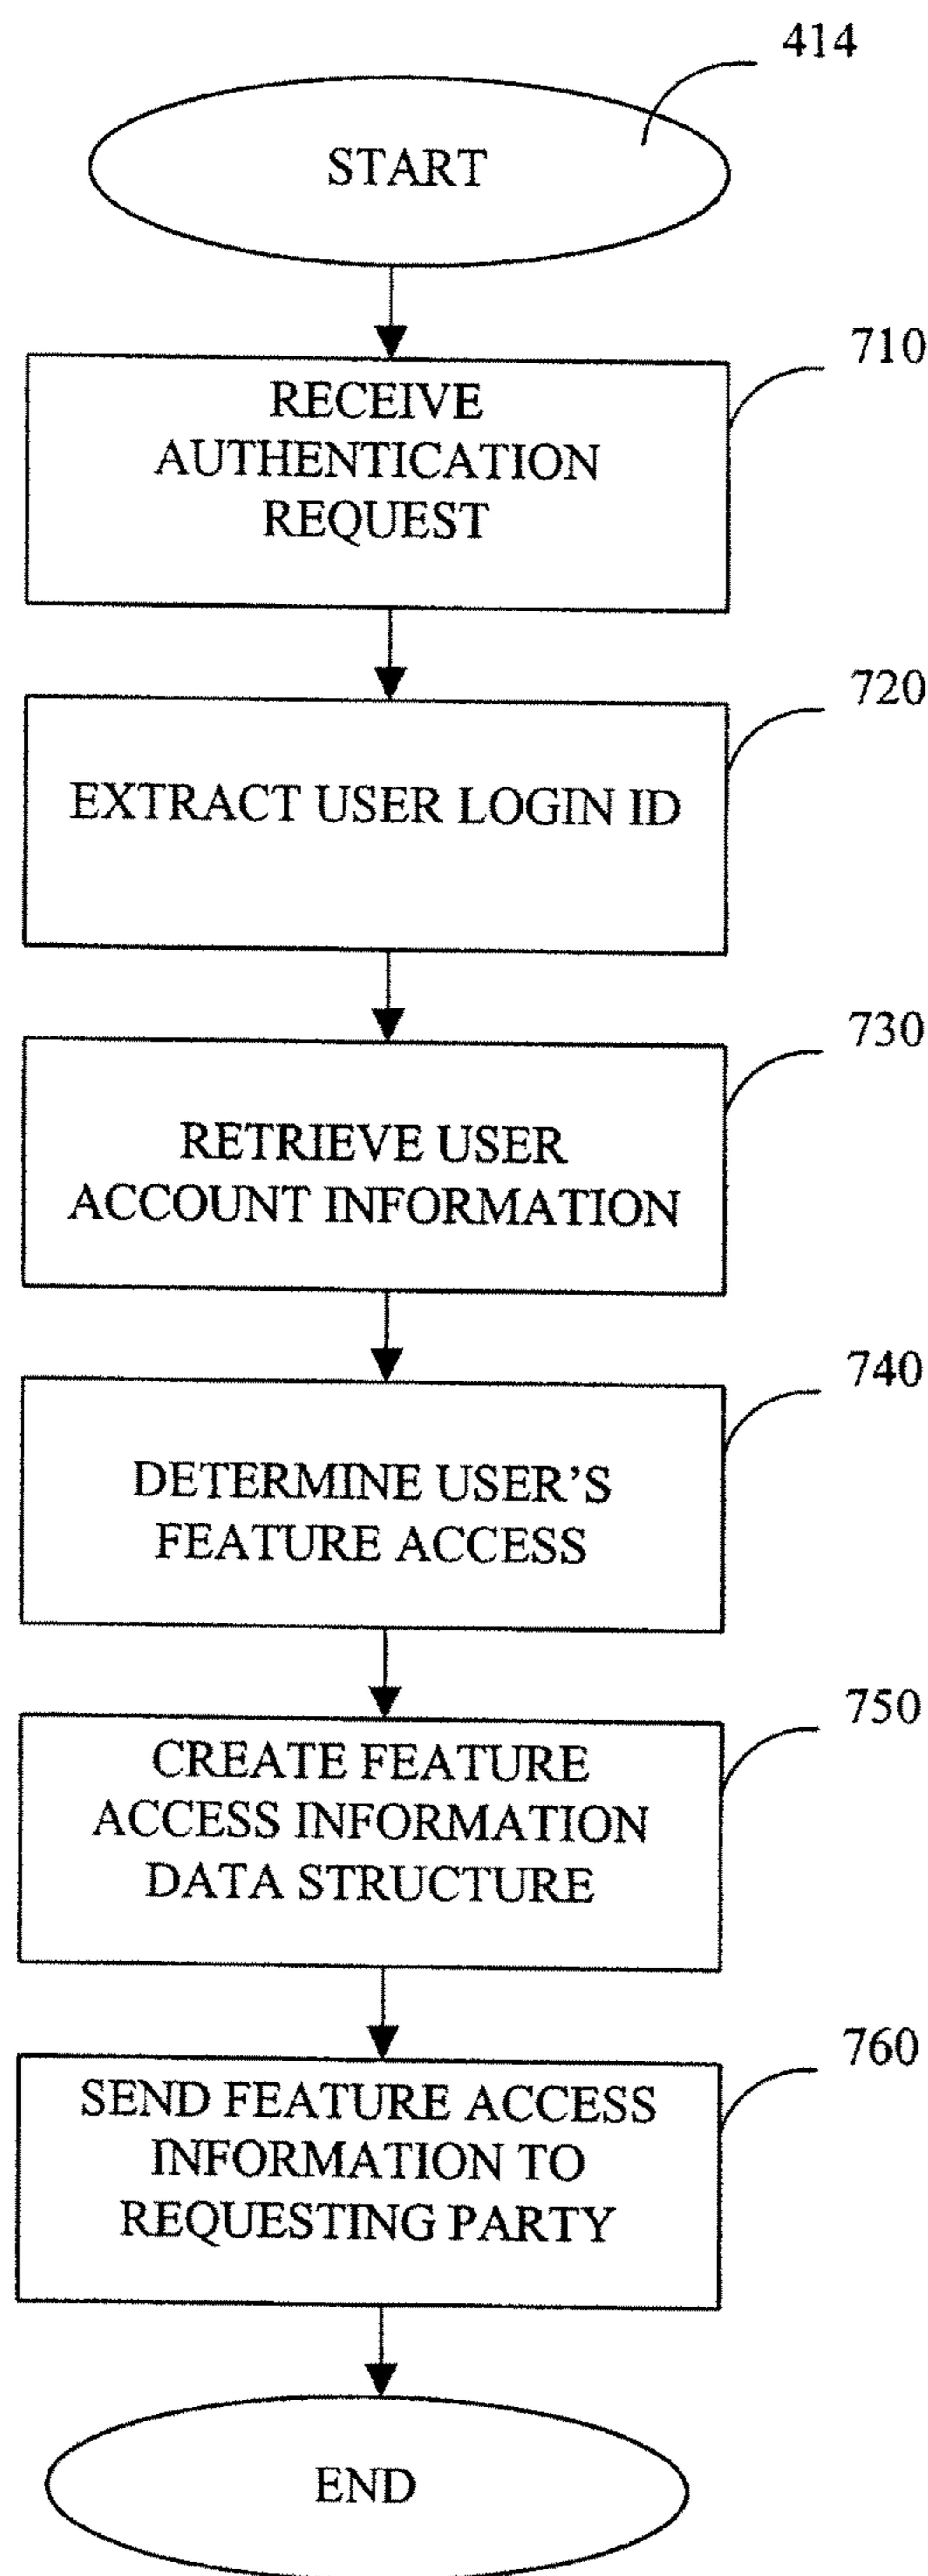 414
START
710
RECEIVE
AUTHENTICATION
REQUEST
720
EXTRACT USER LOGIN ID
730
RETRIEVE USER
ACCOUNT INFORMATION
740
DETERMINE USER'S
FEATURE ACCESS
750
CREATE FEATURE
ACCESS INFORMATION
DATA STRUCTURE
760
SEND FEATURE ACCESS
INFORMATION TO
REQUESTING PARTY
END